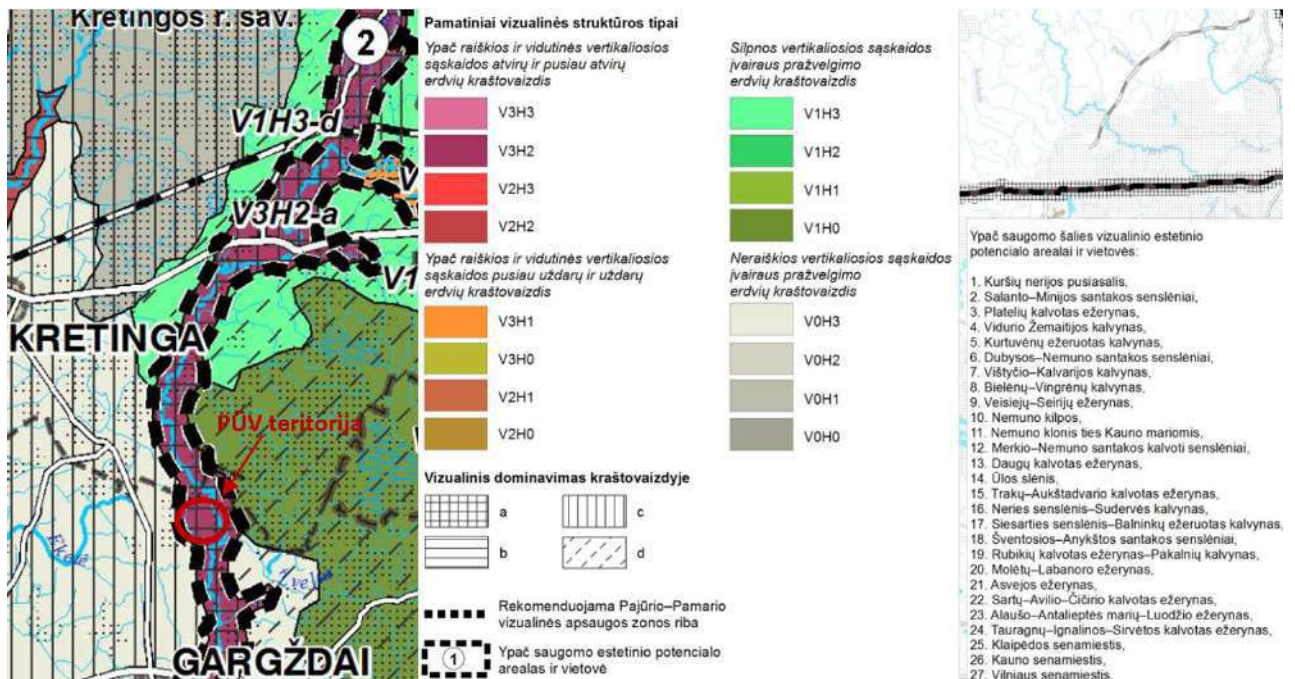 Kretingos r. sav.
2
V1H3-d
V3H2-a
V1
KRETINGA
PŪV teritorija
Ekete
GARGŽDAI
Pamatiniai vizualinės struktūros tipai
Ypač raiškios ir vidutinės vertikaliosios
sąskaidos atvirų ir pusiau atvirų
erdvių kraštovaizdis
V3H3
V3H2
V2H3
V2H2
Ypač raiškios ir vidutinės vertikaliosios
sąskaidos pusiau uždarų ir uždarų
erdvių kraštovaizdis
V3H1
V3H0
V2H1
V2H0
Silpnos vertikaliosios sąskaidos
įvairaus pražvelgimo
erdvių kraštovaizdis
V1H3
V1H2
V1H1
V1H0
Neraiškios vertikaliosios sąskaidos
įvairaus pražvelgimo
erdvių kraštovaizdis
V0H3
V0H2
V0H1
V0H0
Vizualinis dominavimas kraštovaizdyje
a
c
b
d
Rekomenduojama Pajūrio–Pamario
vizualinės apsaugos zonos riba
1
Ypač saugomo estetinio potencialo
arealas ir vietovė
Ypač saugomo šalies vizualinio estetinio
potencialo arealai ir vietovės:
1. Kuršių nerijos pusiasalis,
2. Salanto–Minijos santakos senslėniai,
3. Platelių kalvotas ežerynas,
4. Vidurio Žemaitijos kalvynas,
5. Kurtuvėnų ežeruotas kalvynas,
6. Dubysos–Nemuno santakos senslėniai,
7. Vištyčio–Kalvarijos kalvynas,
8. Bielėnų–Vingrėnų kalvynas,
9. Veisiejų–Seirijų ežerynas,
10. Nemuno kilpos,
11. Nemuno klonis ties Kauno mariomis,
12. Merkio–Nemuno santakos kalvoti senslėniai,
13. Daugų kalvotas ežerynas,
14. Ūlos slėnis,
15. Trakų–Aukštadvario kalvotas ežerynas,
16. Neries senslėnis–Sudervės kalvynas,
17. Siesarties senslėnis–Balninkų ežeruotas kalvynas,
18. Šventosios–Anykštos santakos senslėniai,
19. Rubikių kalvotas ežerynas–Pakalnių kalvynas,
20. Molėtų–Labanoro ežerynas,
21. Asvejos ežerynas,
22. Sartų–Avilio–Čičirio kalvotas ežerynas,
23. Alaušo–Antalieptės marių–Luodžio ežerynas,
24. Tauragnų–Ignalinos–Sirvėtos kalvotas ežerynas,
25. Klaipėdos senamiestis,
26. Kauno senamiestis,
27. Vilniaus senamiestis.